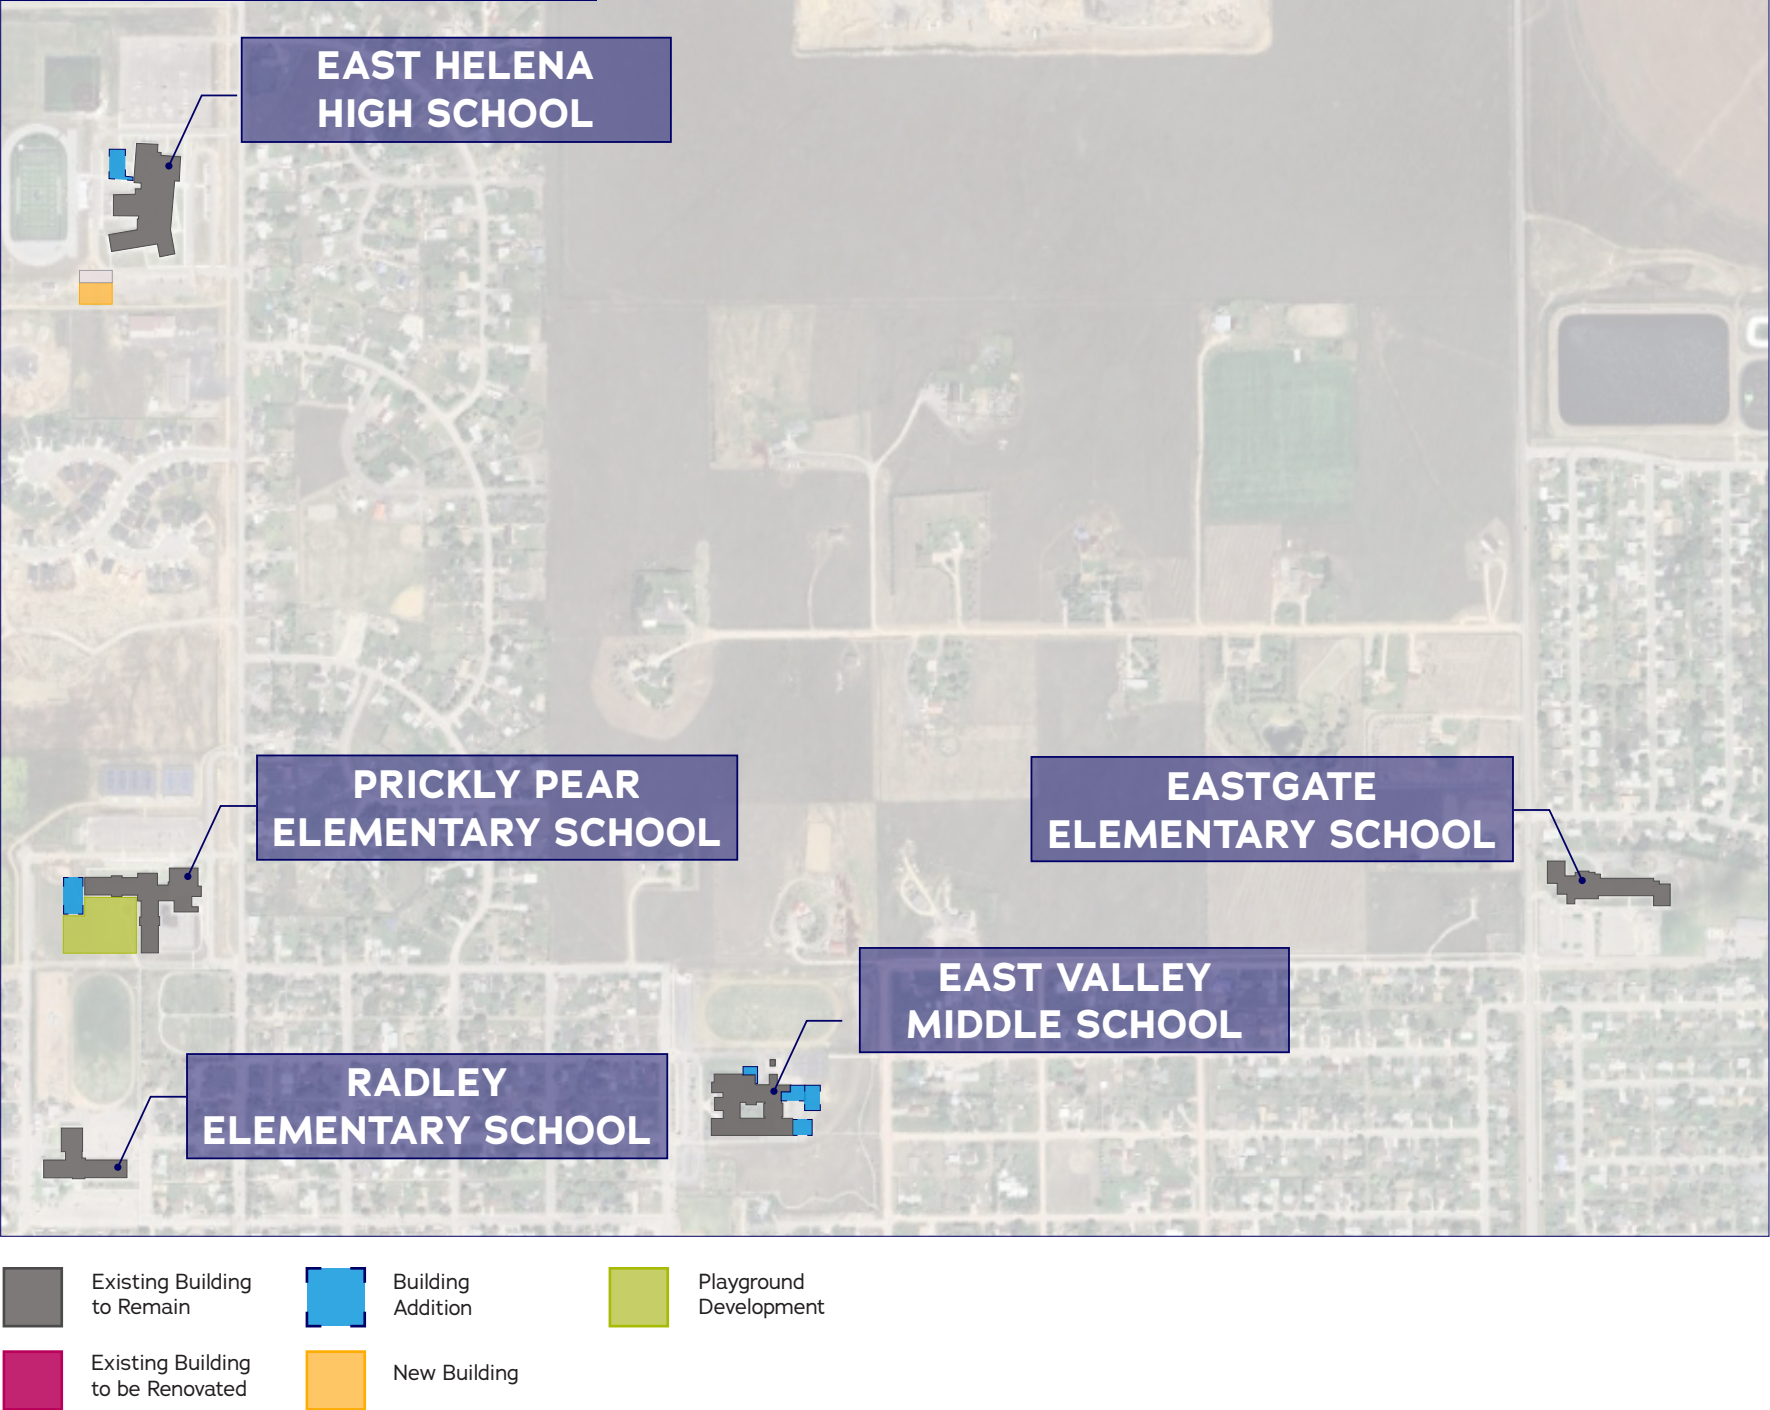 EAST HELENA
HIGH SCHOOL
PRICKLY PEAR
ELEMENTARY SCHOOL
EASTGATE
ELEMENTARY SCHOOL
EAST VALLEY
MIDDLE SCHOOL
RADLEY
ELEMENTARY SCHOOL
Existing Building
to Remain
Building
Addition
Playground
Development
Existing Building
to be Renovated
New Building